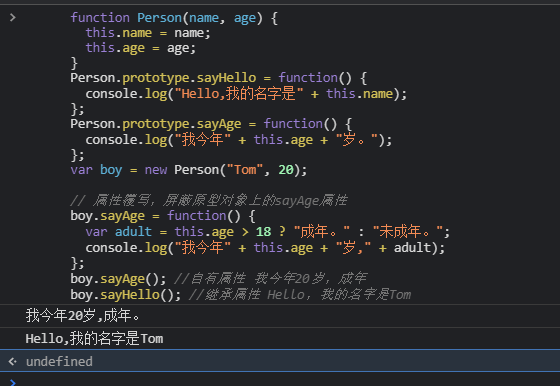 function Person(name, age) {
this.name = name;
this.age = age;
}
Person.prototype.sayHello = function() {
console.log("Hello,我的名字是" + this.name);
};
Person.prototype.sayAge = function() {
console.log("我今年" + this.age + "岁。");
};
var boy = new Person("Tom", 20);
// 属性覆写，屏蔽原型对象上的sayAge属性
boy.sayAge = function() {
var adult = this.age > 18 ? "成年。" : "未成年。";
console.log("我今年" + this.age + "岁," + adult);
};
boy.sayAge(); //自有属性 我今年20岁，成年
boy.sayHello(); //继承属性 Hello，我的名字是Tom
我今年20岁,成年。
Hello,我的名字是Tom
undefined